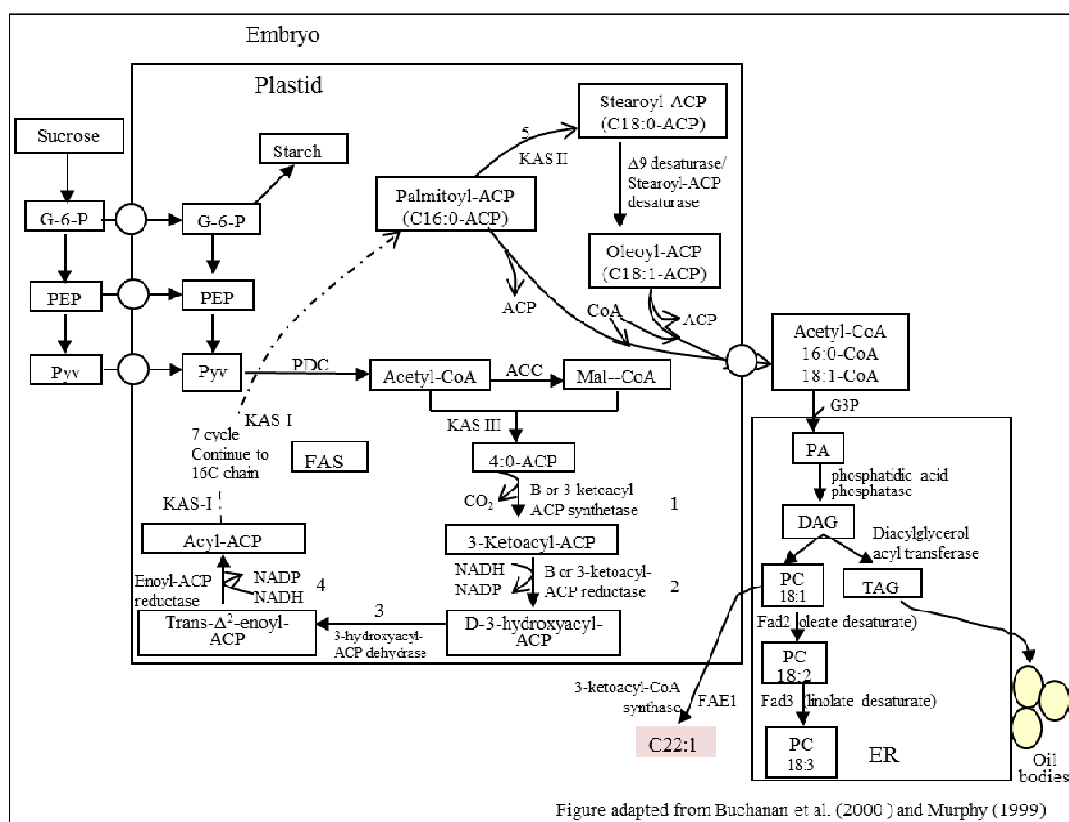 Embryo
Plastid
Sucrose
G-6-P
PEP
Pyv
Starch
G-6-P
PEP
Pyv
Palmitoyl-ACP
(C16:0-ACP)
5
KAS II
Stearoyl ACP
(C18:0-ACP)
Δ9 desaturase/
Stearoyl-ACP
desaturase
Oleoyl-ACP
(C18:1-ACP)
ACP
CoA
ACP
PDC
Acetyl-CoA
ACC
Mal--CoA
KAS I
7 cycle
Continue to
16C chain
FAS
KAS III
4:0-ACP
CO2
B or 3 ketoacyl
ACP synthetase
1
KAS-I
Acyl-ACP
3-Ketoacyl-ACP
Enoyl-ACP
reductase
NADP
NADH
4
NADH
NADP
B or 3-ketoacyl-
ACP reductase
2
Trans-Δ2-enoyl-
ACP
3
3-hydroxyacyl-
ACP dehydrase
D-3-hydroxyacyl-
ACP
Acetyl-CoA
16:0-CoA
18:1-CoA
G3P
PA
phosphatidic acid
phosphatase
DAG
Diacylglycerol
acyl transferase
PC
18:1
TAG
Fad2 (oleate desaturate)
PC
18:2
3-ketoacyl-CoA
synthase
FAE1
Fad3 (linolate desaturate)
C22:1
PC
18:3
ER
Oil
bodies
Figure adapted from Buchanan et al. (2000 ) and Murphy (1999)